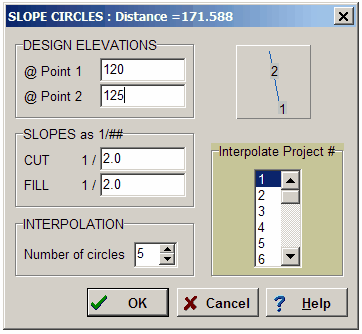 SLOPE CIRCLES : Distance =171.588
DESIGN ELEVATIONS
@ Point 1 120
@ Point 2 125
2
1
SLOPES as 1/##
CUT 1 / 2.0
FILL 1 / 2.0
Interpolate Project #
1
2
3
4
5
6
INTERPOLATION
Number of circles 5
OK Cancel Help